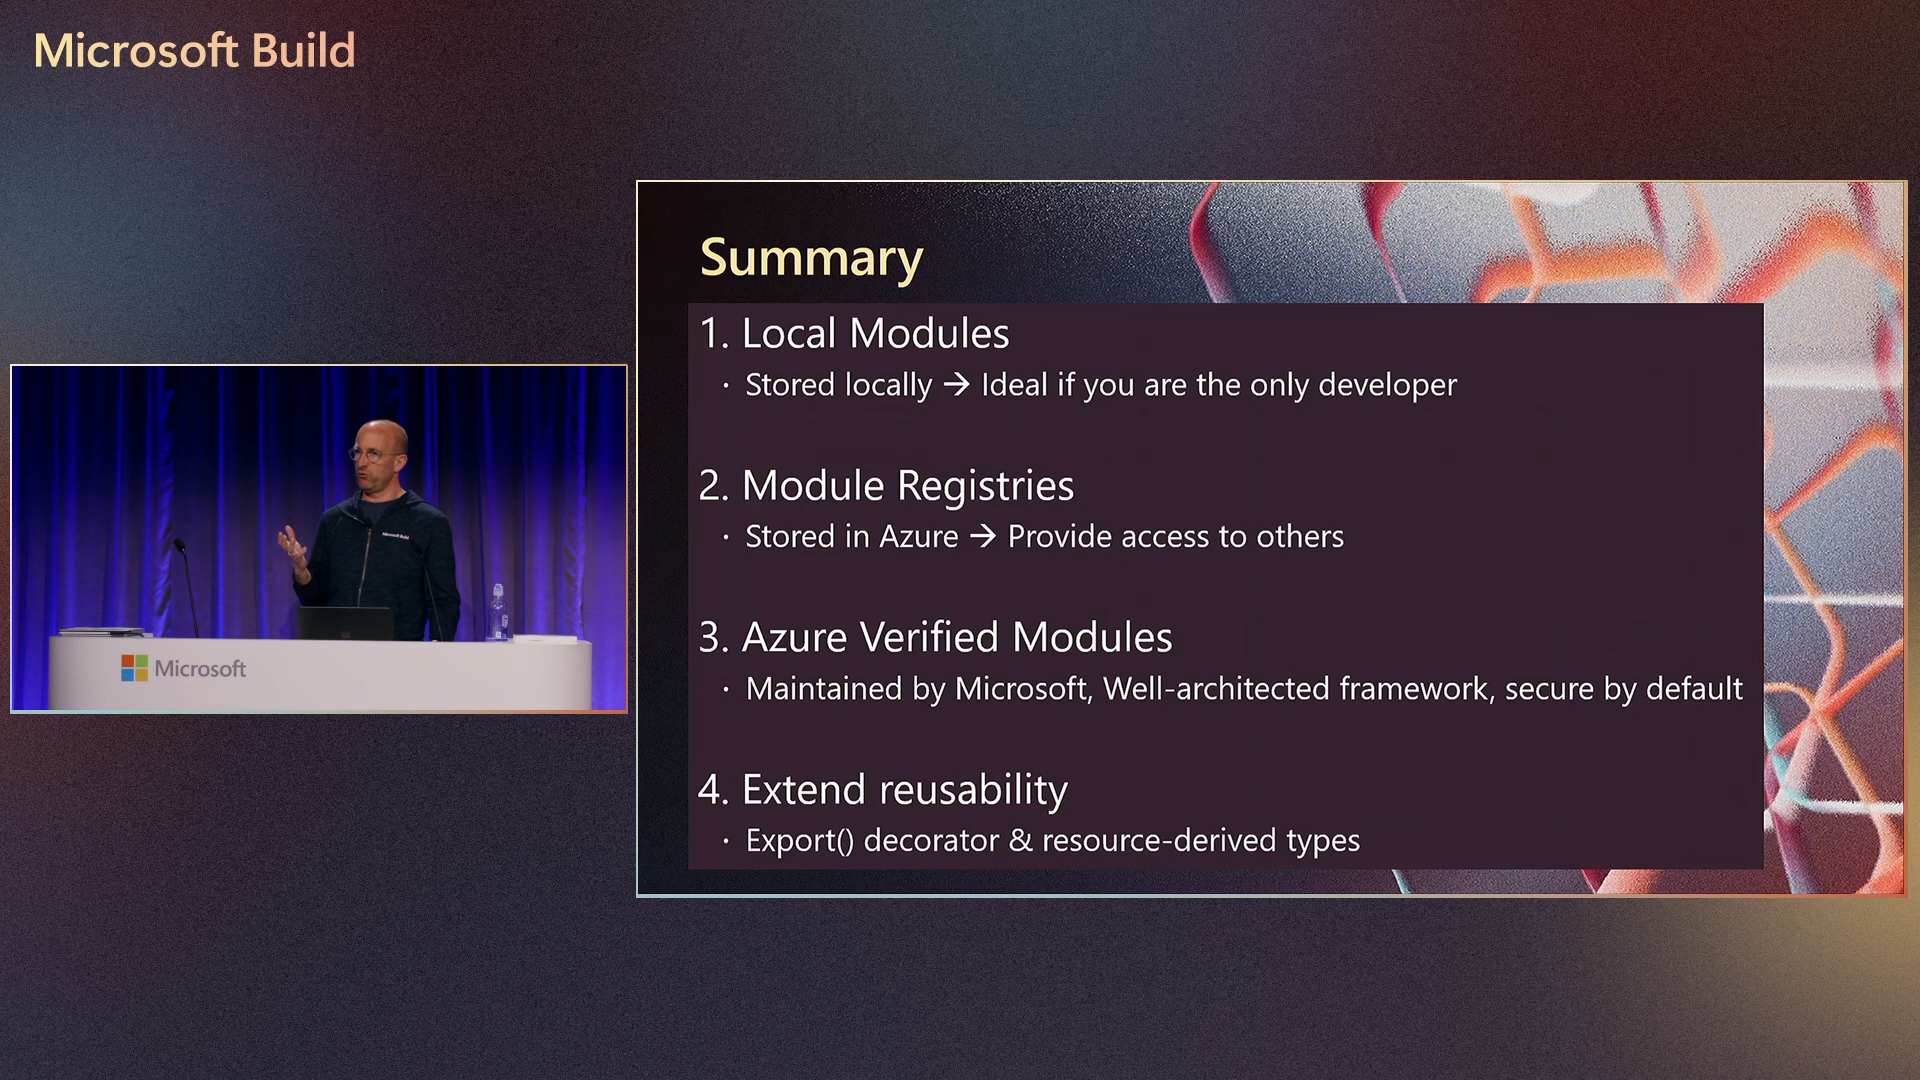 Microsoft Build
Summary
1. Local Modules
· Stored locally → Ideal if you are the only developer
2. Module Registries
· Stored in Azure → Provide access to others
3. Azure Verified Modules
· Maintained by Microsoft, Well-architected framework, secure by default
4. Extend reusability
· Export() decorator & resource-derived types
Microsoft Build
Microsoft